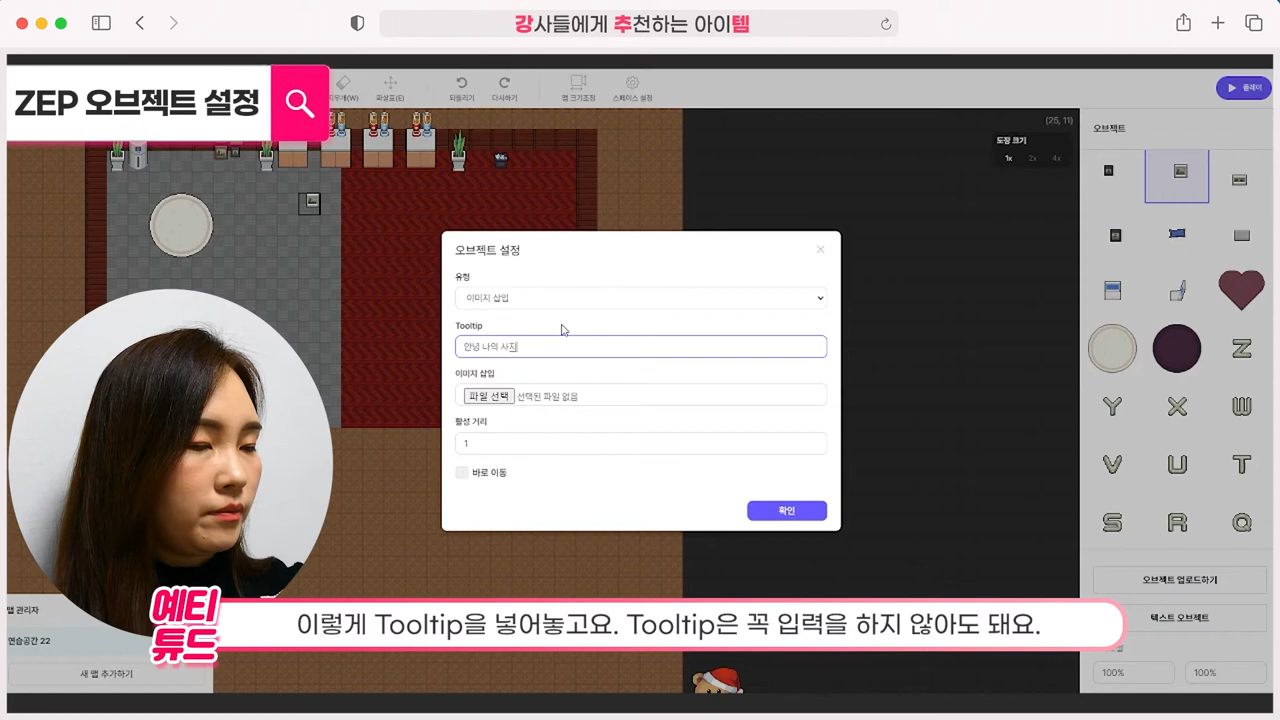 강사들에게 추천하는 아이템
ZEP 오브젝트 설정
지우개(W)
화살표(E)
되돌리기
다시하기
맵 크기조정
스페이스 설정
플레이
(25, 11)
도장 크기
1x 2x 4x
오브젝트
오브젝트 설정
유형
이미지 삽입
Tooltip
안녕 나의 사진
이미지 삽입
파일 선택 선택된 파일 없음
활성 거리
1
바로 이동
확인
Z
Y X W
V U T
S R Q
오브젝트 업로드하기
텍스트 오브젝트
100% 100%
맵 관리자
연습공간 22
새 맵 추가하기
예티튜드
이렇게 Tooltip을 넣어놓고요. Tooltip은 꼭 입력을 하지 않아도 돼요.